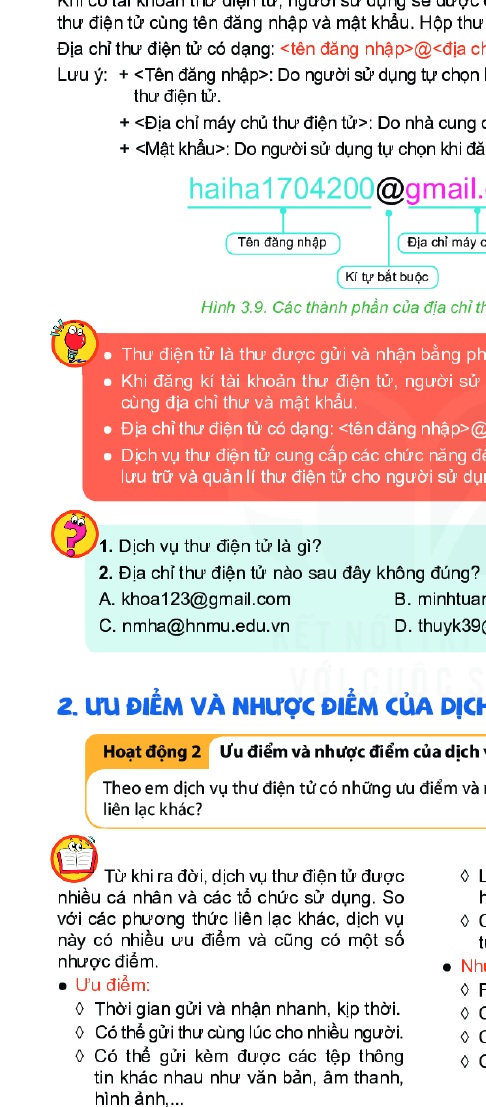 thư điện tử cùng tên đăng nhập và mật khẩu. Hộp thư
Địa chỉ thư điện tử có dạng: <tên đăng nhập>@<địa ch
Lưu ý: + <Tên đăng nhập>: Do người sử dụng tự chọn
thư điện tử.
+ <Địa chỉ máy chủ thư điện tử>: Do nhà cung
+ <Mật khẩu>: Do người sử dụng tự chọn khi đă
haiha1704200@gmail.
Tên đăng nhập
Địa chỉ máy c
Kí tự bắt buộc
Hình 3.9. Các thành phần của địa chỉ th
Thư điện tử là thư được gửi và nhận bằng ph
Khi đăng kí tài khoản thư điện tử, người sử
cùng địa chỉ thư và mật khẩu.
Địa chỉ thư điện tử có dạng: <tên đăng nhập>@
Dịch vụ thư điện tử cung cấp các chức năng để
lưu trữ và quản lí thư điện tử cho người sử dụ
1. Dịch vụ thư điện tử là gì?
2. Địa chỉ thư điện tử nào sau đây không đúng?
A. khoa123@gmail.com
B. minhtuan
C. nmha@hnmu.edu.vn
D. thuyk39@
KẾT NỐI TRI
VỚI CUỘC S
2. ƯU ĐIỂM VÀ NHƯỢC ĐIỂM CỦA DỊCH
Hoạt động 2 Ưu điểm và nhược điểm của dịch
Theo em dịch vụ thư điện tử có những ưu điểm và
liên lạc khác?
Từ khi ra đời, dịch vụ thư điện tử được
nhiều cá nhân và các tổ chức sử dụng. So
với các phương thức liên lạc khác, dịch vụ
này có nhiều ưu điểm và cũng có một số
nhược điểm.
• Ưu điểm:
◊ Thời gian gửi và nhận nhanh, kịp thời.
◊ Có thể gửi thư cùng lúc cho nhiều người.
◊ Có thể gửi kèm được các tệp thông
tin khác nhau như văn bản, âm thanh,
hình ảnh,...
• Nh